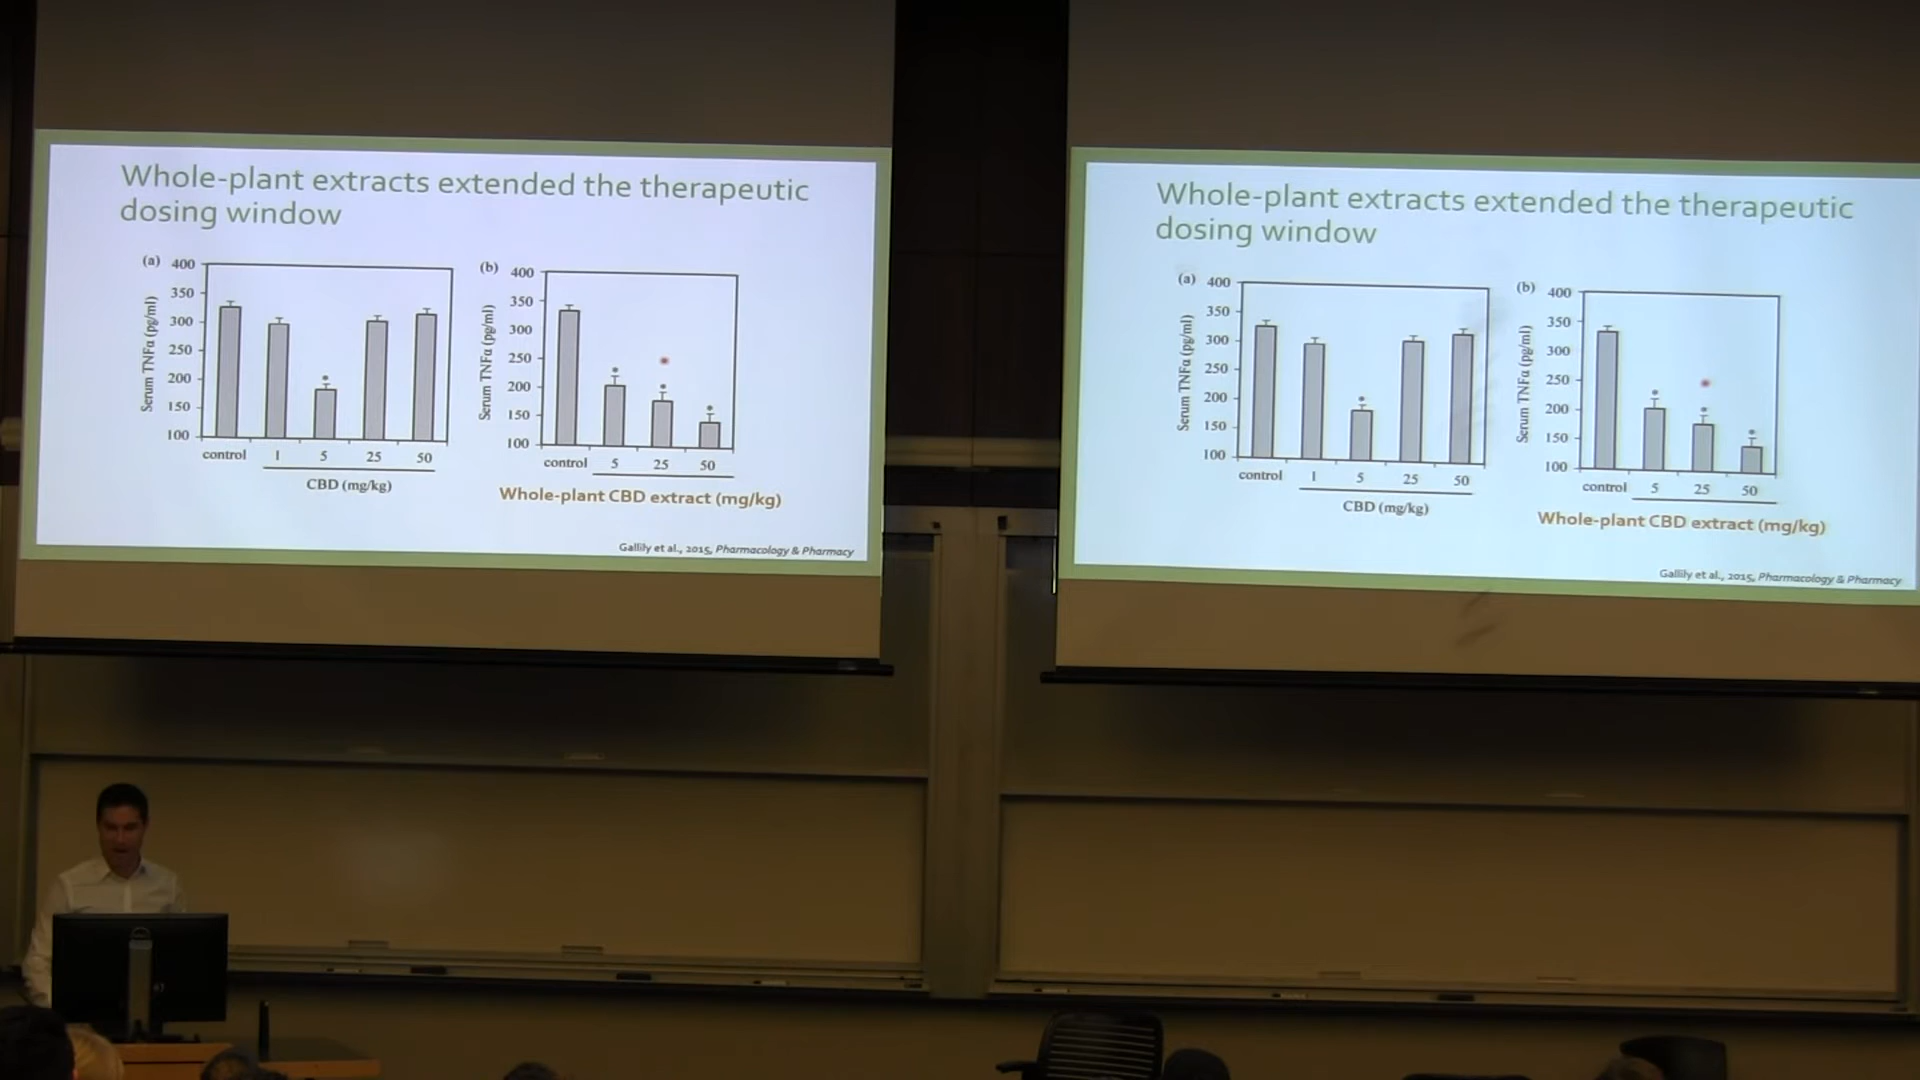 Whole-plant extracts extended the therapeutic
dosing window
(a)
Serum TNFα (pg/ml)
400
350
300
250
200
150
100
control 1 5 25 50
CBD (mg/kg)
(b)
Serum TNFα (pg/ml)
400
350
300
250
200
150
100
control 5 25 50
Whole-plant CBD extract (mg/kg)
Gallily et al., 2015, Pharmacology & Pharmacy
Whole-plant extracts extended the therapeutic
dosing window
(a)
Serum TNFα (pg/ml)
400
350
300
250
200
150
100
control 1 5 25 50
CBD (mg/kg)
(b)
Serum TNFα (pg/ml)
400
350
300
250
200
150
100
control 5 25 50
Whole-plant CBD extract (mg/kg)
Gallily et al., 2015, Pharmacology & Pharmacy